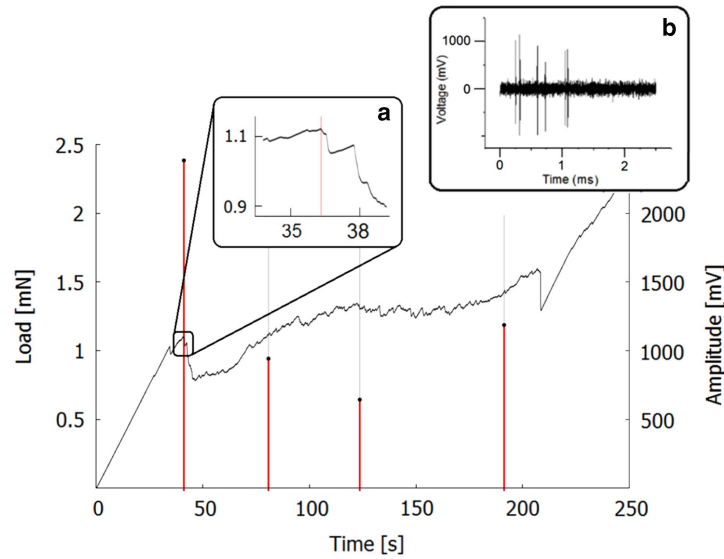 b
1000
0
Voltage (mV)
0 1 2
Time (ms)
a
1.1
0.9
35 38
2.5
2
1.5
1
0.5
Load [mN]
2000
1500
1000
500
Amplitude [mV]
0 50 100 150 200 250
Time [s]